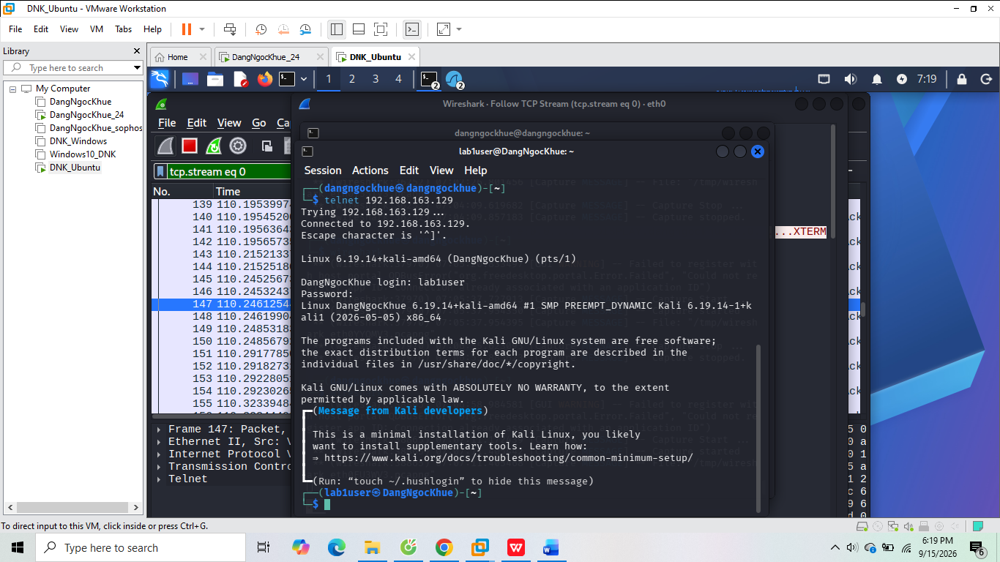 DNK_Ubuntu - VMware Workstation
File Edit View VM Tabs Help
Library
Type here to search
My Computer
DangNgocKhue
DangNgocKhue_24
DangNgocKhue_sophos
DNK_Windows
Windows10_DNK
DNK_Ubuntu
Home
DangNgocKhue_24
DNK_Ubuntu
1 2 3 4
2
2
7:19
Wireshark · Follow TCP Stream (tcp.stream eq 0) · eth0
File Edit View Go Ca
tcp.stream eq 0
No. Time
139 110.1953997
140 110.1954520
141 110.1956364
142 110.1965735
143 110.2152133
144 110.2152518
145 110.2452567
146 110.2453243
147 110.2461254
148 110.2461990
149 110.2485318
150 110.2485679
151 110.2917785
152 110.2918273
153 110.2922805
154 110.2923026
155 110.3233948
Frame 147: Packet,
Ethernet II, Src: V
Internet Protocol V
Transmission Contro
Telnet
...XTERM
dangngockhue@dangngockhue: ~
lab1user@DangNgocKhue: ~
Session Actions Edit View Help
┌──(dangngockhue㉿dangngockhue)-[~]
└─$ telnet 192.168.163.129
Trying 192.168.163.129...
Connected to 192.168.163.129.
Escape character is '^]'.
Linux 6.19.14+kali-amd64 (DangNgocKhue) (pts/1)
DangNgocKhue login: lab1user
Password:
Linux DangNgocKhue 6.19.14+kali-amd64 #1 SMP PREEMPT_DYNAMIC Kali 6.19.14-1+k
ali1 (2026-05-05) x86_64
The programs included with the Kali GNU/Linux system are free software;
the exact distribution terms for each program are described in the
individual files in /usr/share/doc/*/copyright.
Kali GNU/Linux comes with ABSOLUTELY NO WARRANTY, to the extent
permitted by applicable law.
┏━(Message from Kali developers)
┃ This is a minimal installation of Kali Linux, you likely
┃ want to install supplementary tools. Learn how:
┃ ⇒ https://www.kali.org/docs/troubleshooting/common-minimum-setup/
┗━(Run: “touch ~/.hushlogin” to hide this message)
┌──(lab1user㉿DangNgocKhue)-[~]
└─$
To direct input to this VM, click inside or press Ctrl+G.
Type here to search
6:19 PM
9/15/2026
6